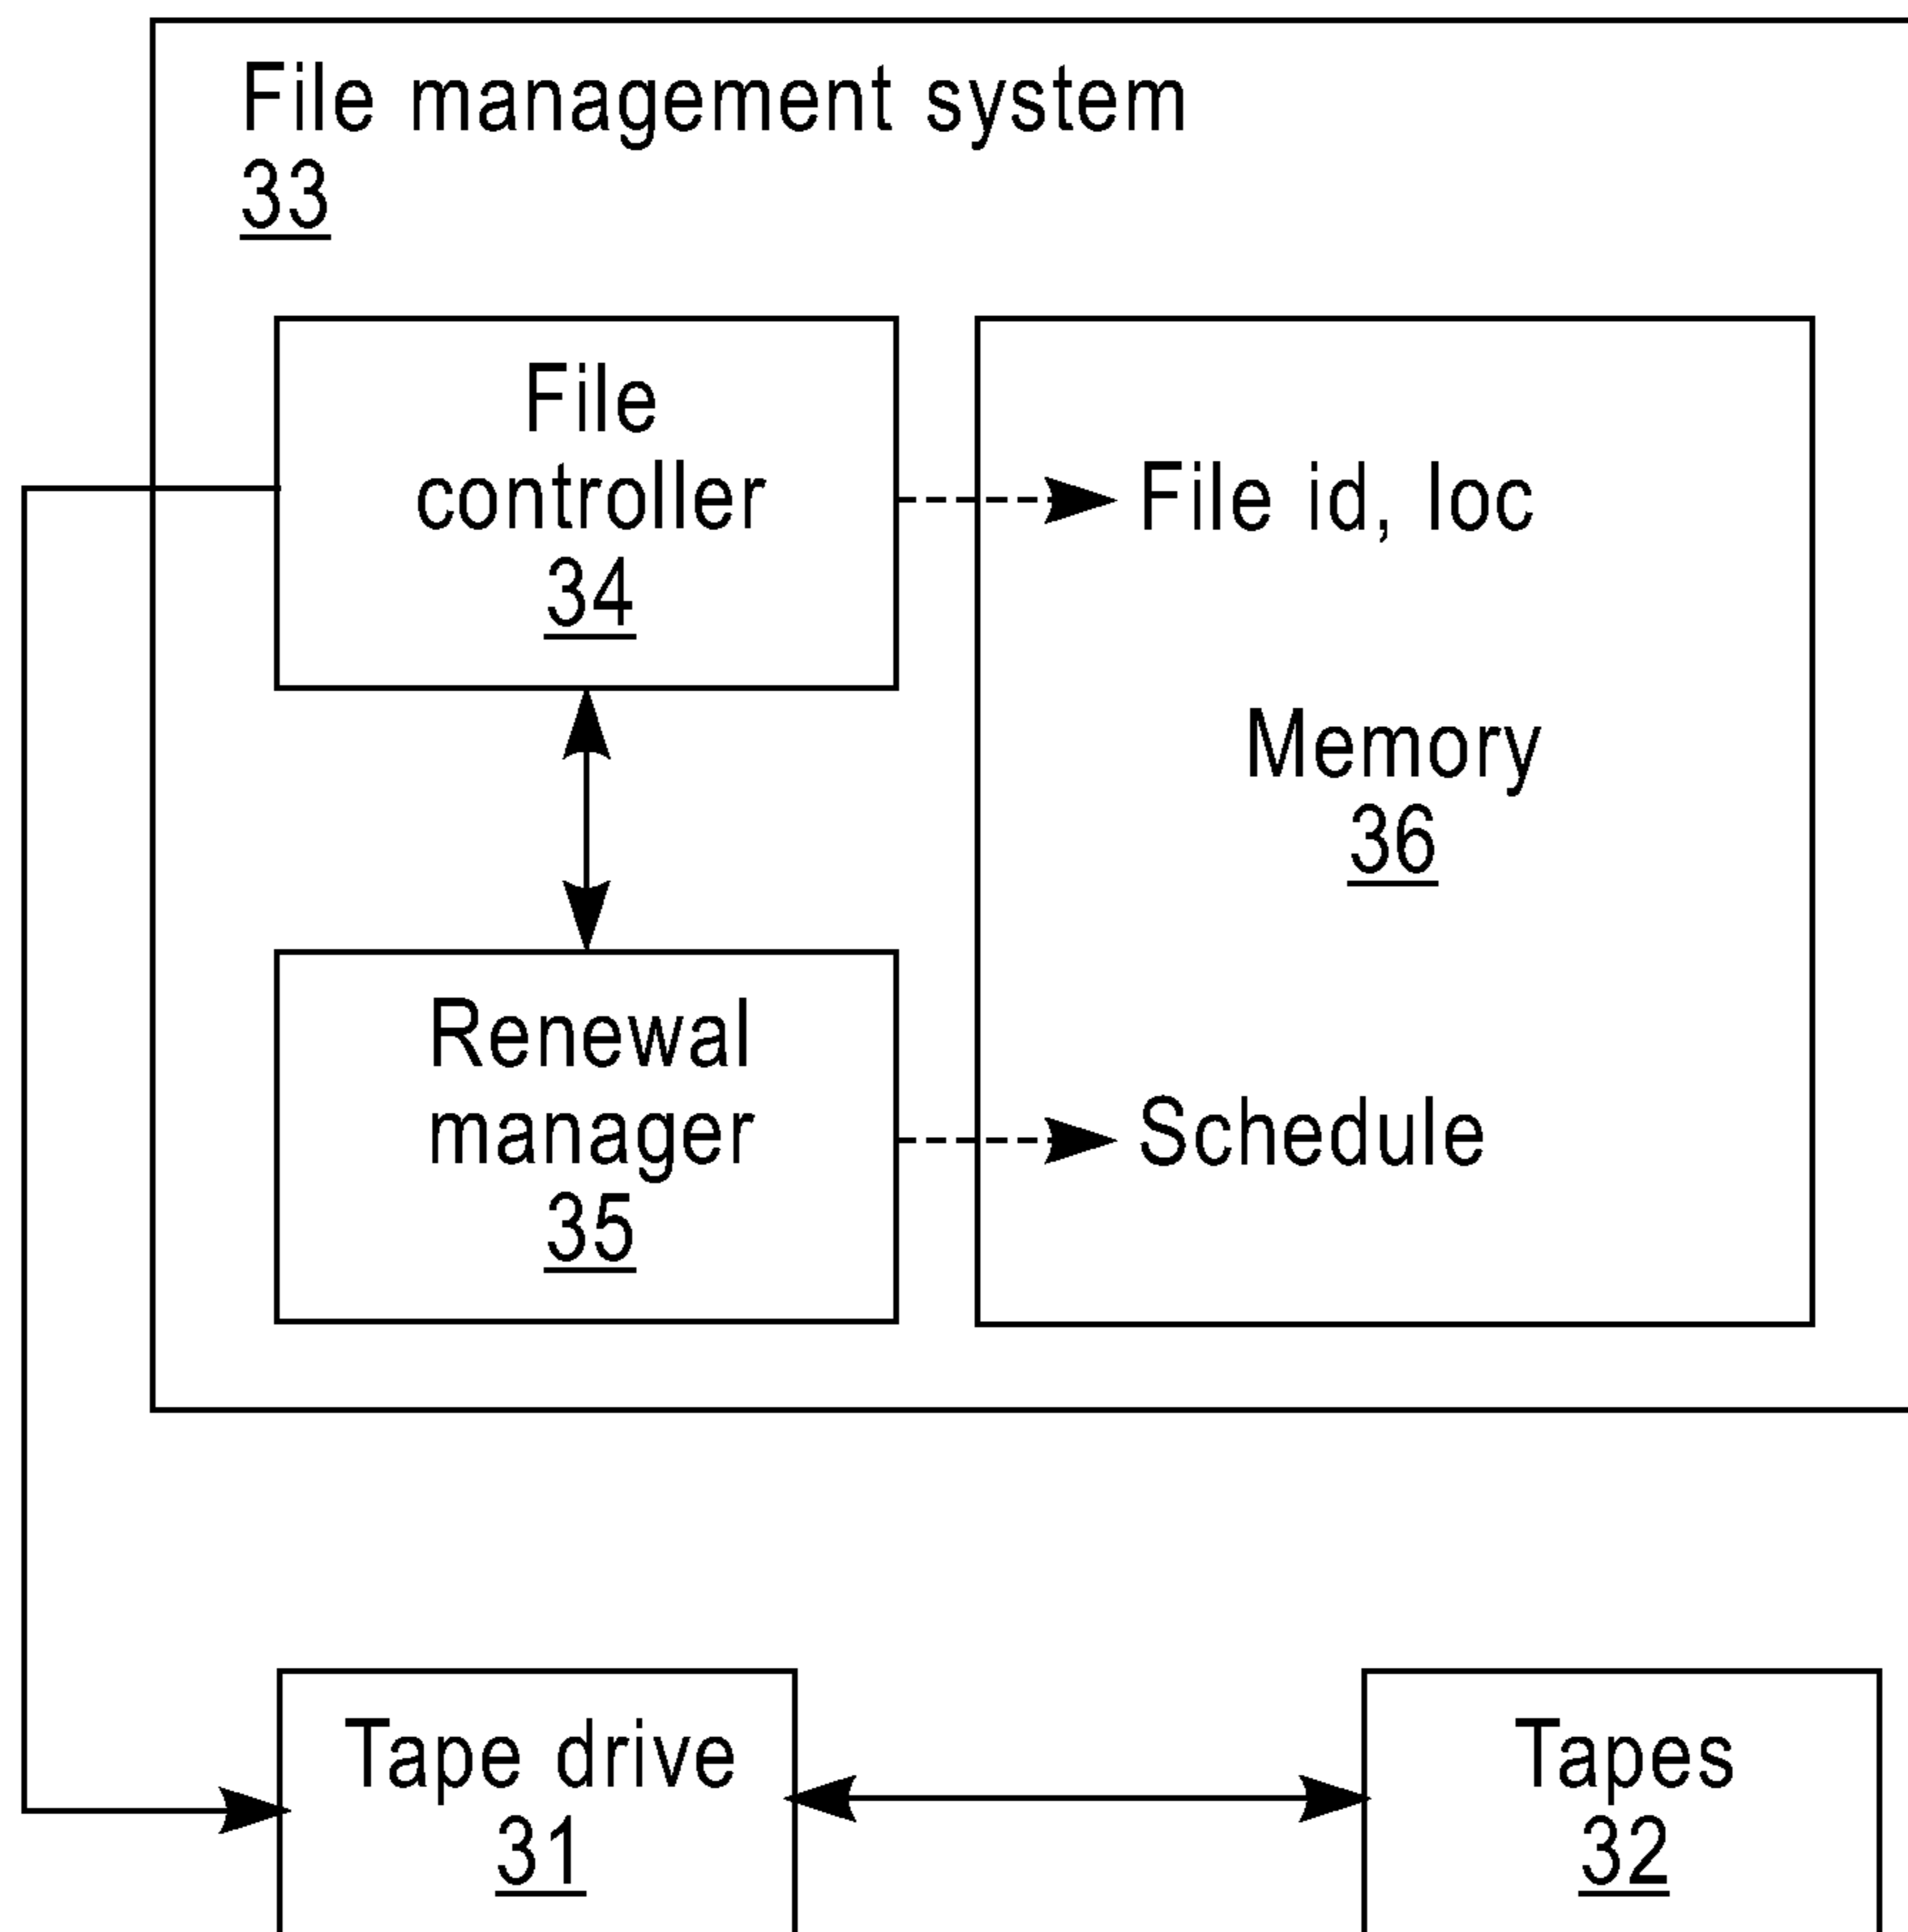 File management system
33
File
controller
34
File id, loc
Memory
36
Renewal
manager
35
Schedule
Tape drive
31
Tapes
32